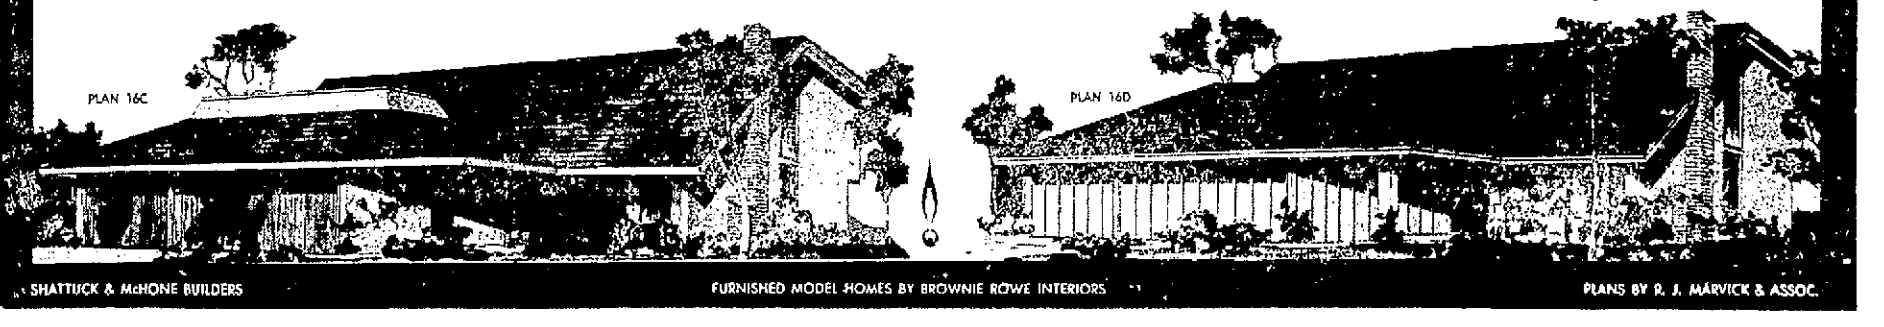 PLAN 16C
PLAN 16D
SHATTUCK & McHONE BUILDERS
FURNISHED MODEL HOMES BY BROWNIE ROWE INTERIORS
PLANS BY R. J. MARVICK & ASSOC.